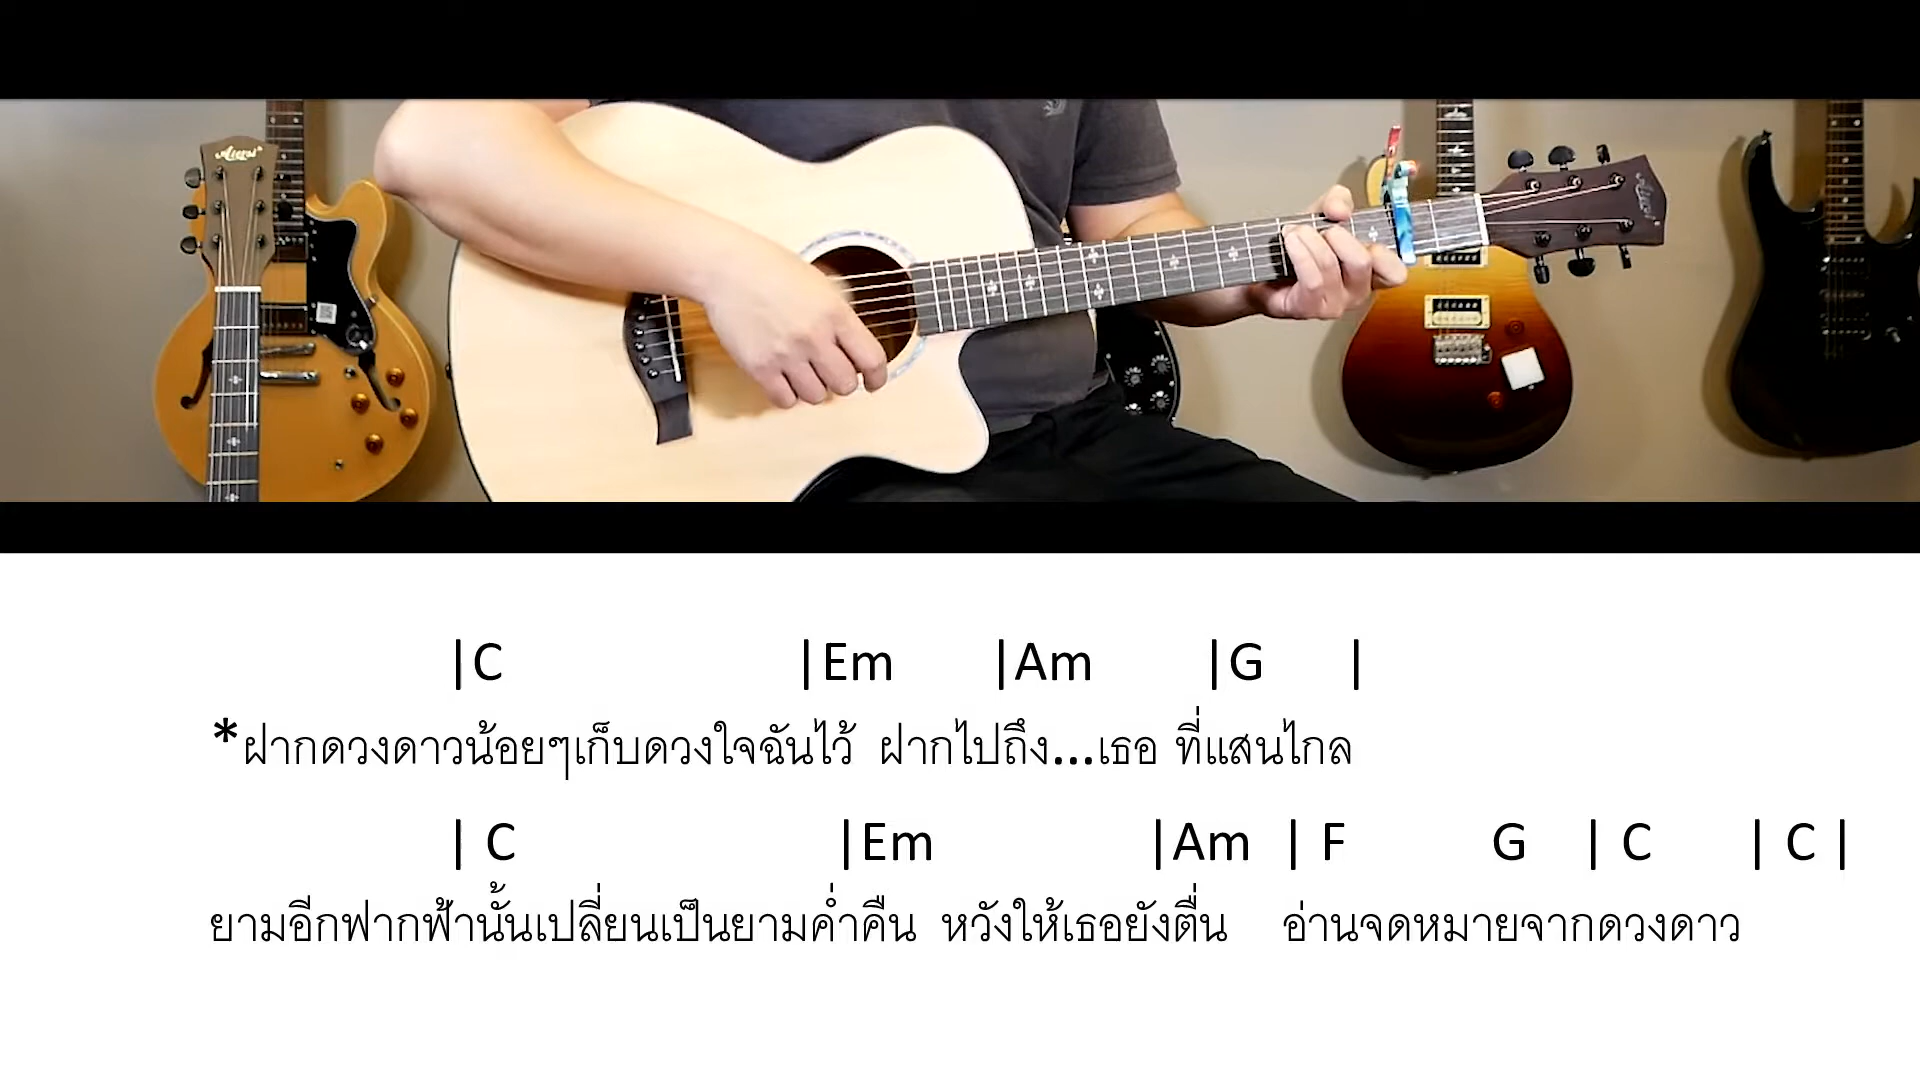 |C |Em |Am |G |
*ฝากดวงดาวน้อยๆเก็บดวงใจฉันไว้ ฝากไปถึง...เธอ ที่แสนไกล
| C |Em |Am | F G | C | C |
ยามอีกฟากฟ้านั้นเปลี่ยนเป็นยามค่ำคืน หวังให้เธอยังตื่น อ่านจดหมายจากดวงดาว